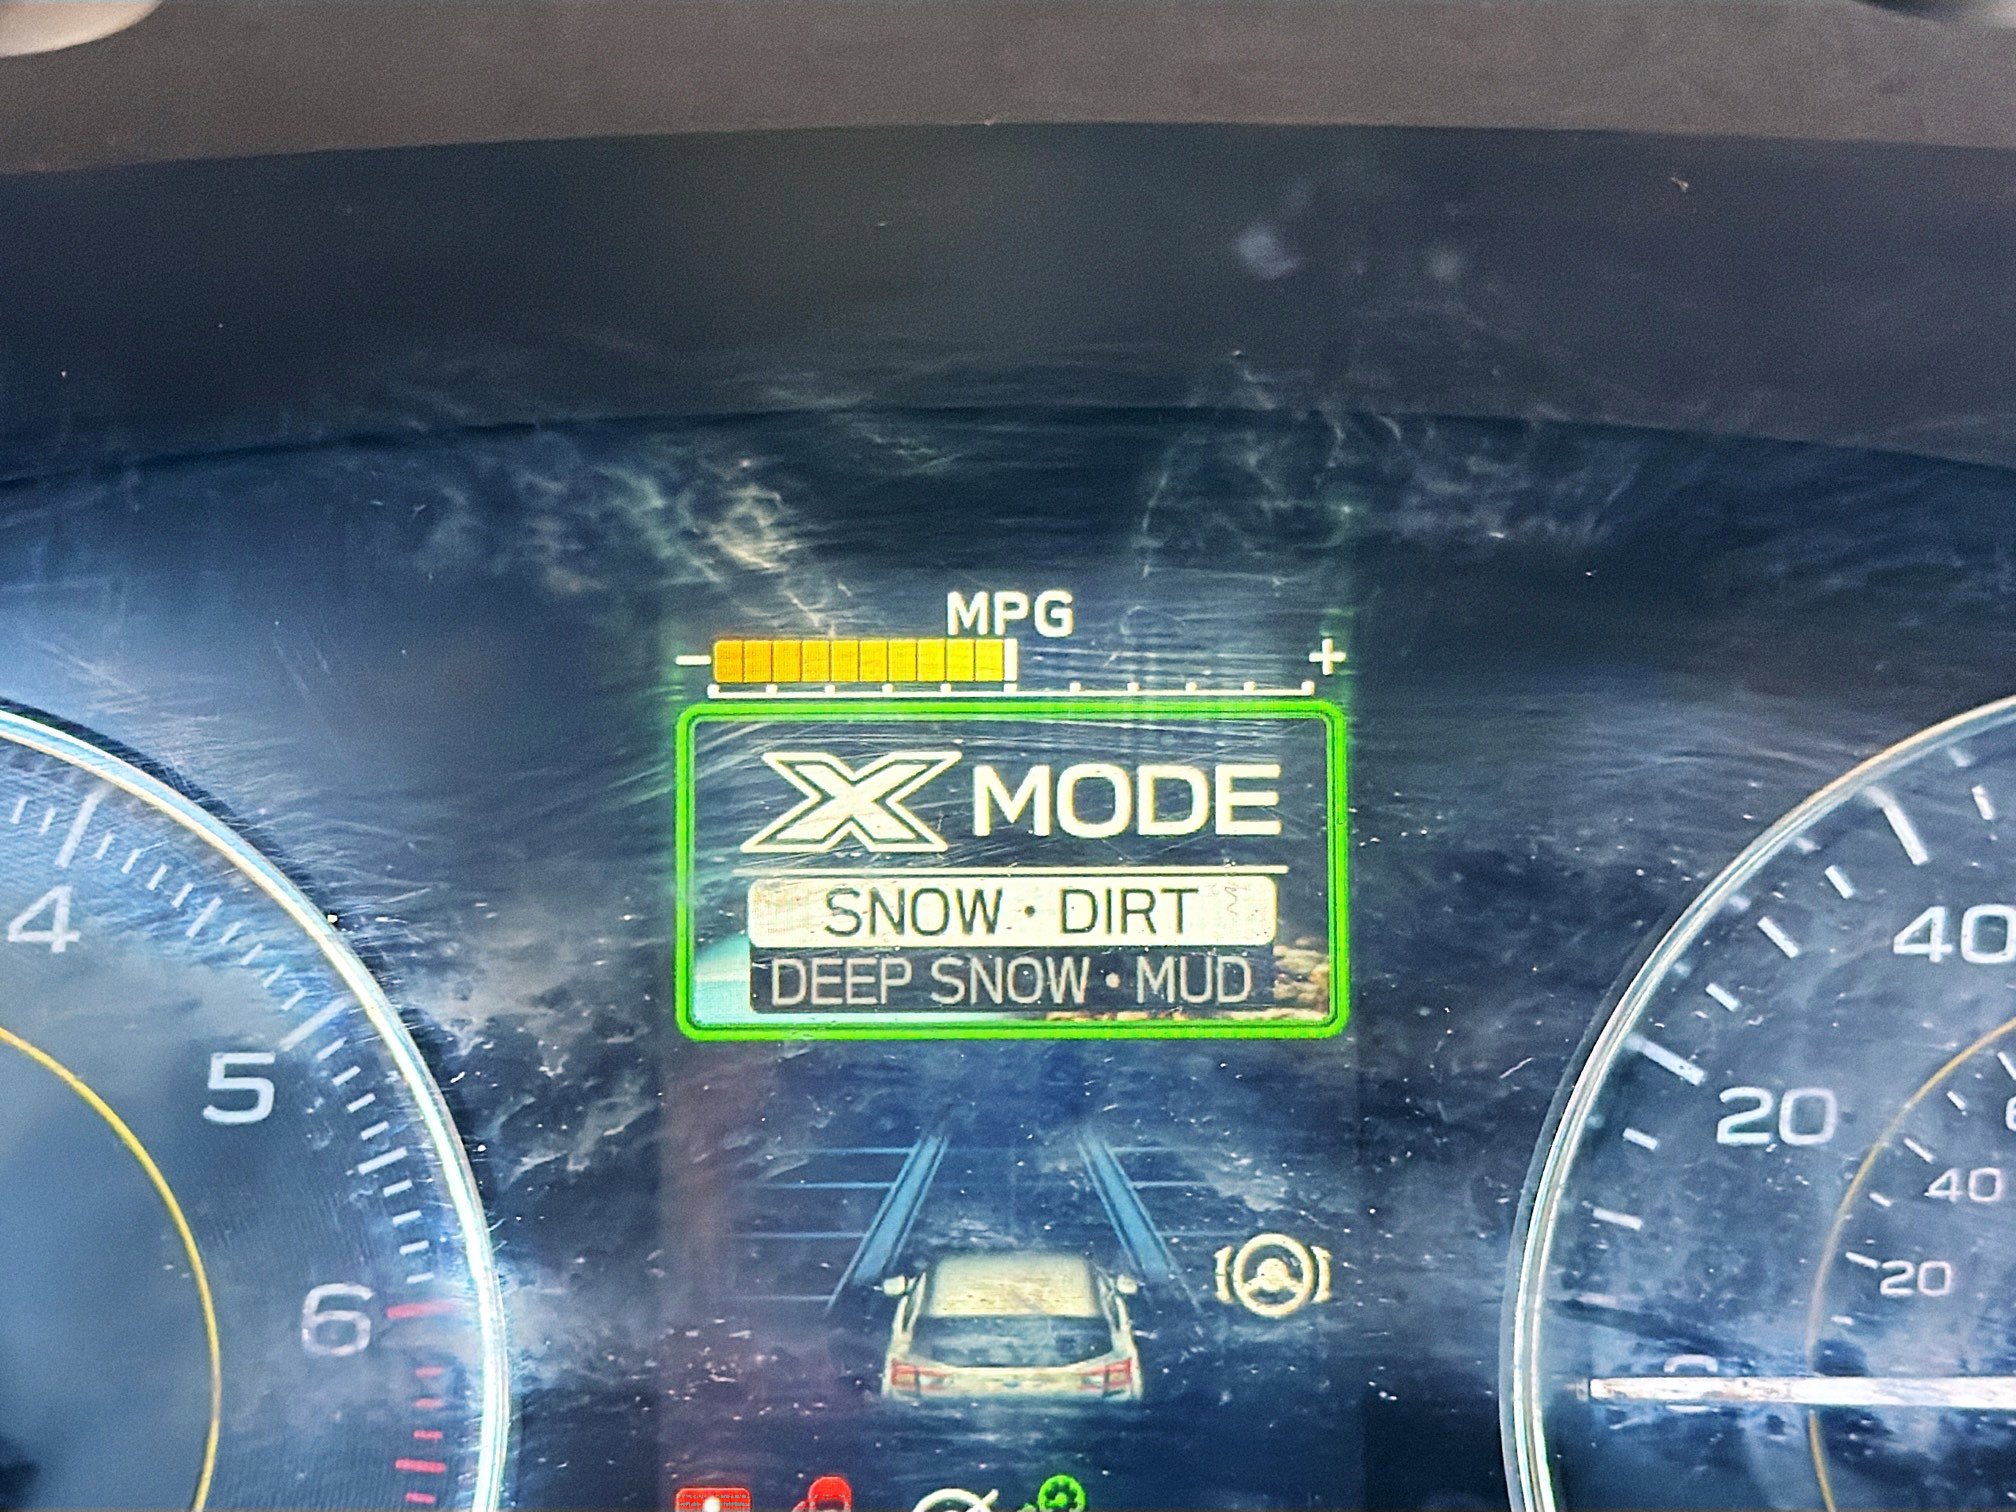 MPG
- +
X MODE
SNOW • DIRT
DEEP SNOW • MUD
4
5
6
40
20
40
20